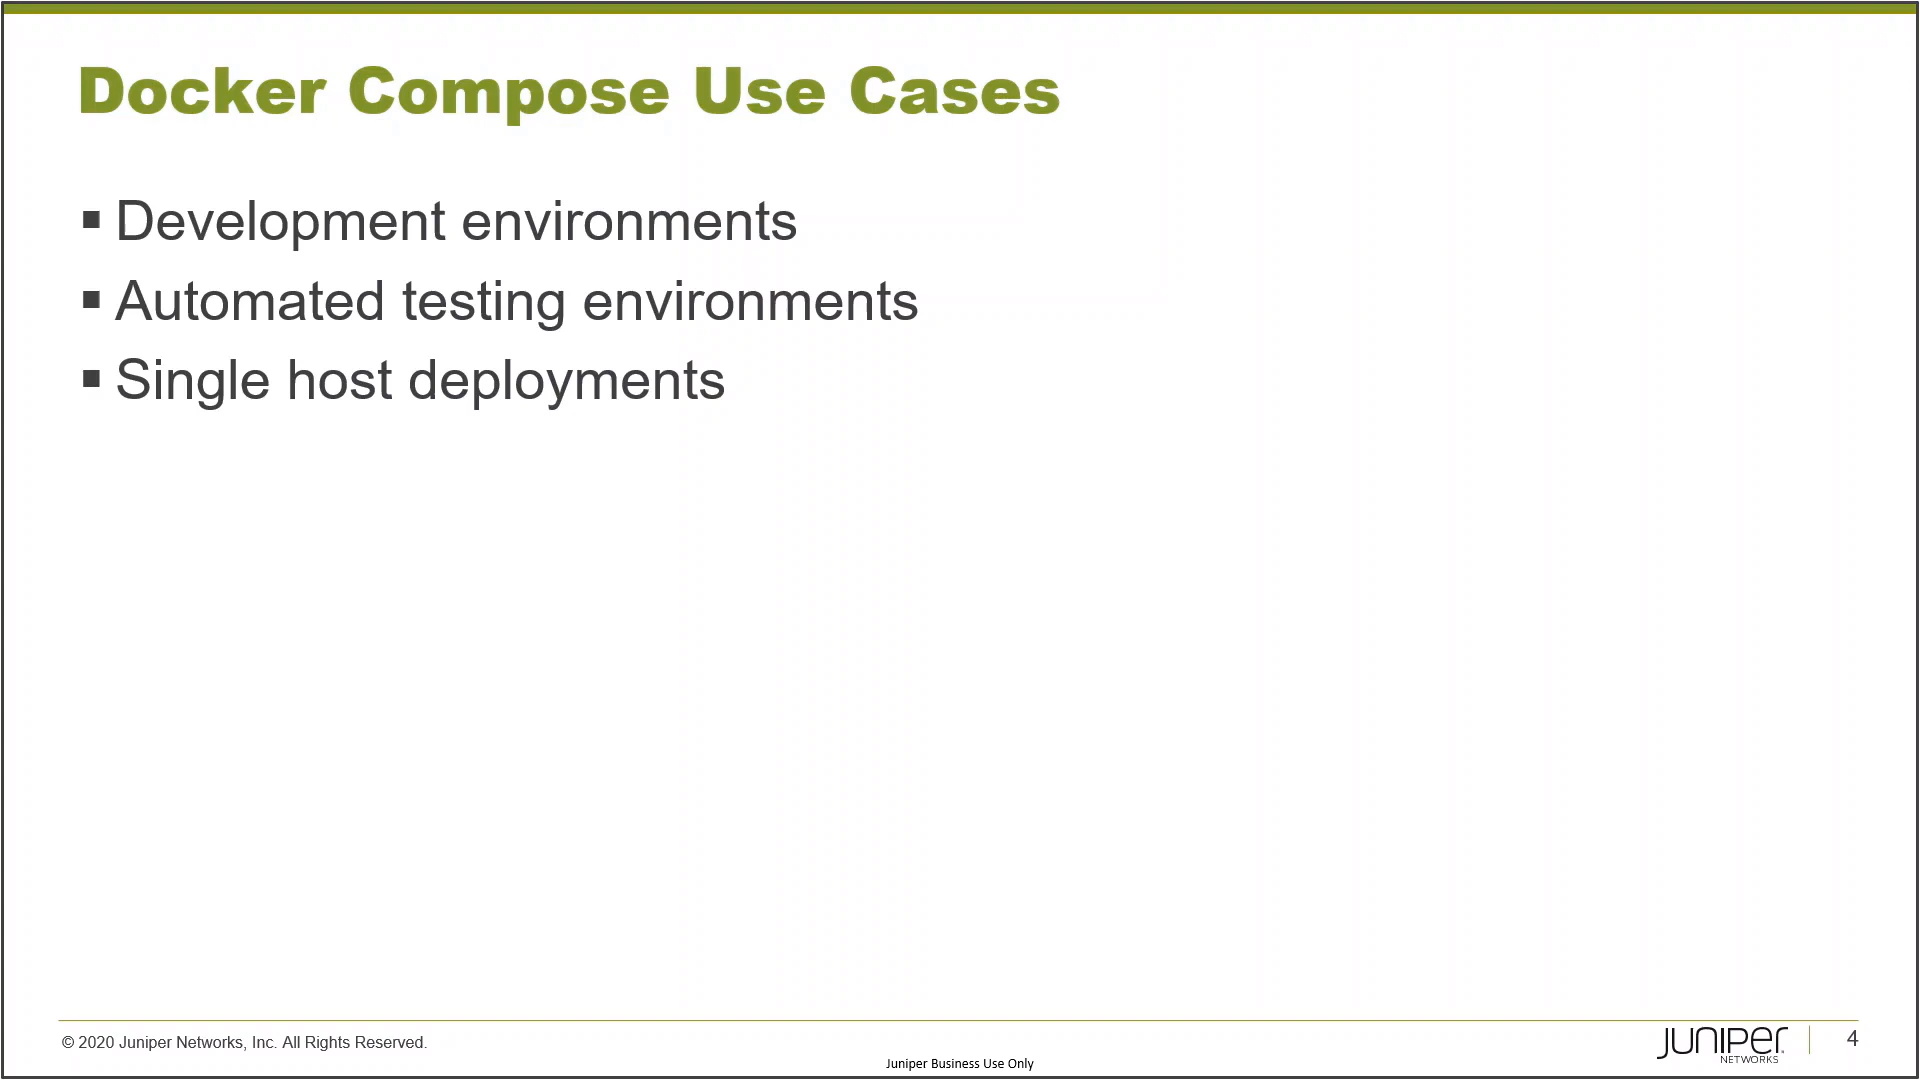 Docker Compose Use Cases
▪ Development environments
▪ Automated testing environments
▪ Single host deployments
© 2020 Juniper Networks, Inc. All Rights Reserved.
Juniper Business Use Only
JUNIPER
NETWORKS
4